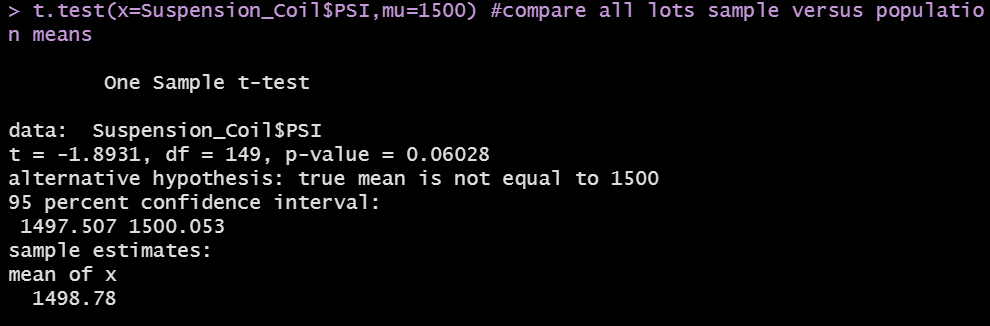 > t.test(x=Suspension_Coil$PSI,mu=1500) #compare all lots sample versus populatio
n means
One Sample t-test
data:  Suspension_Coil$PSI
t = -1.8931, df = 149, p-value = 0.06028
alternative hypothesis: true mean is not equal to 1500
95 percent confidence interval:
 1497.507 1500.053
sample estimates:
mean of x
  1498.78